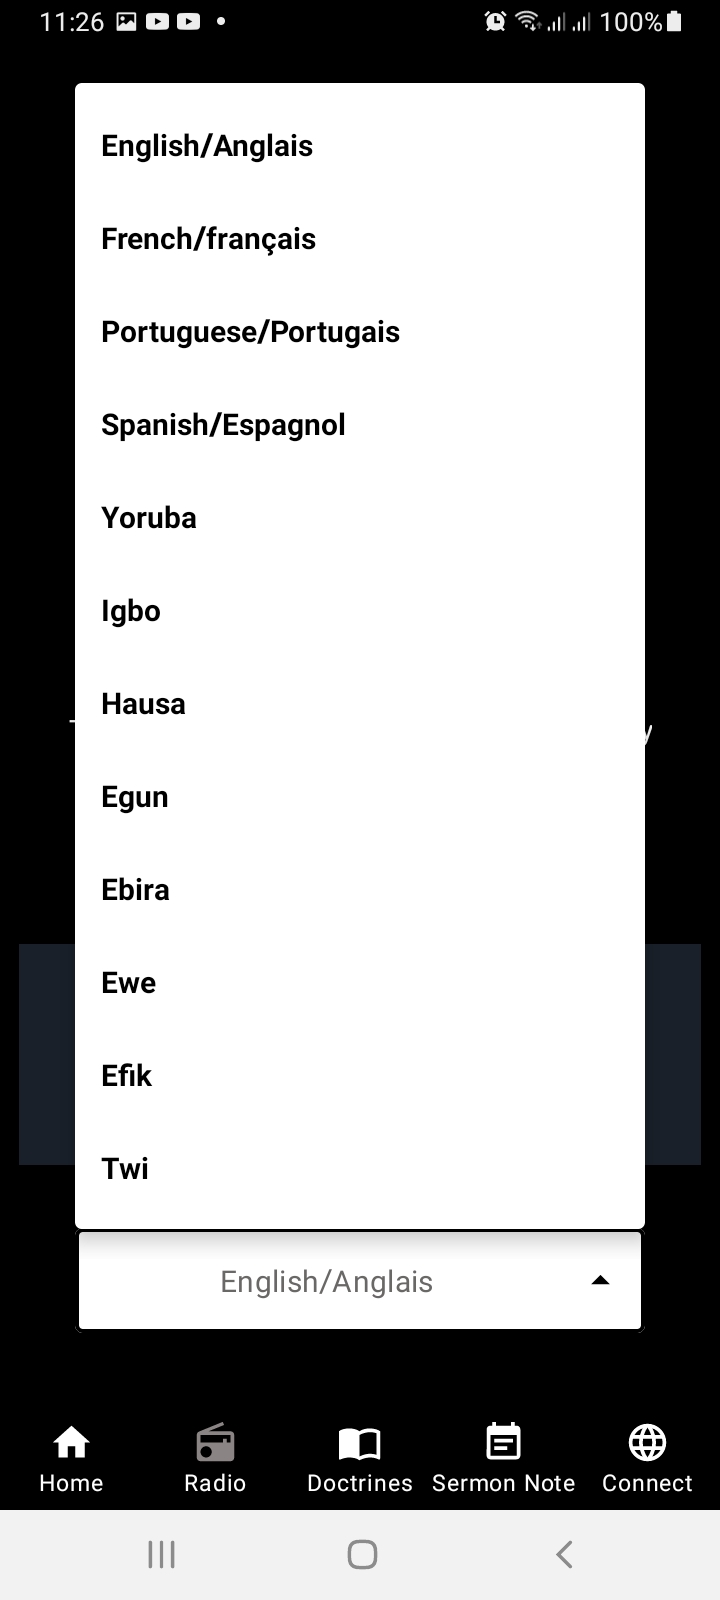 11:26 100%
English/Anglais
French/français
Portuguese/Portugais
Spanish/Espagnol
Yoruba
Igbo
Hausa
Egun
Ebira
Ewe
Efik
Twi
English/Anglais
Home Radio Doctrines Sermon Note Connect